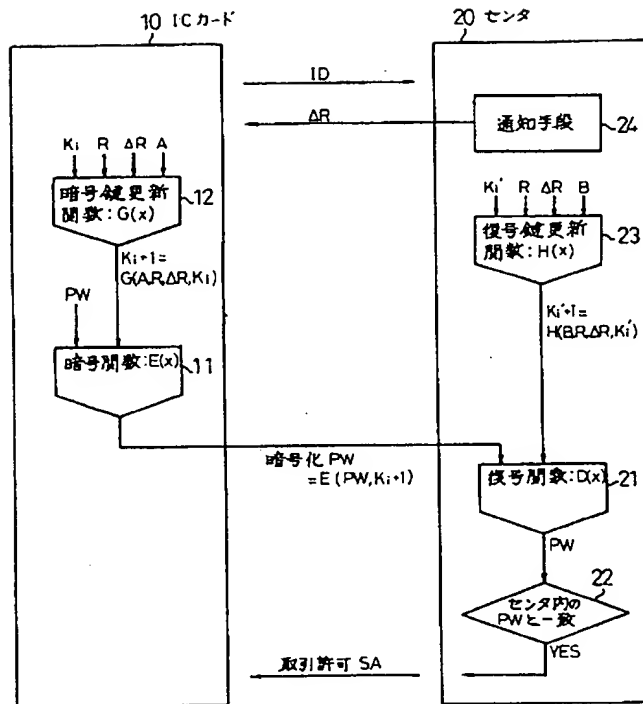 10 ICカード
20 センタ
ID
ΔR
通知手段
24
Ki R ΔR A
暗号鍵更新
関数:G(x)
12
Ki' R ΔR B
復号鍵更新
関数:H(x)
23
Ki+1=
G(A,R,ΔR,Ki)
PW
Ki'+1=
H(B,R,ΔR,Ki')
暗号関数:E(x)
11
暗号化 PW
=E(PW,Ki+1)
復号関数:D(x)
21
PW
22
センタ内の
PWと一致
YES
取引許可 SA